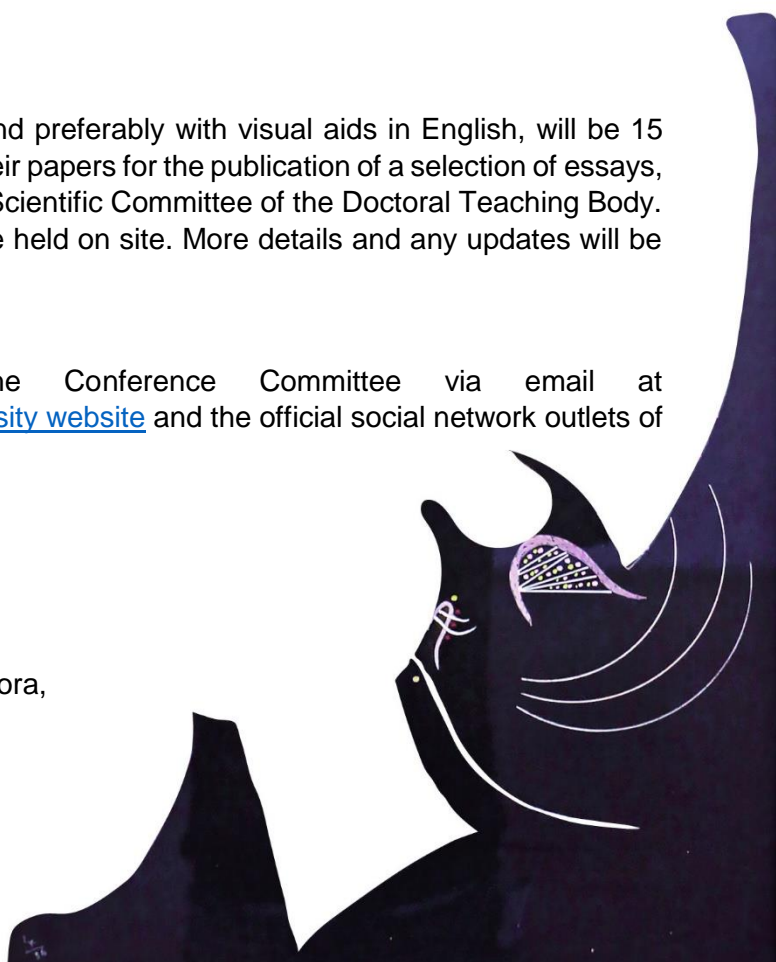 nd preferably with visual aids in English, will be 15
eir papers for the publication of a selection of essays,
Scientific Committee of the Doctoral Teaching Body.
e held on site. More details and any updates will be
he Conference Committee via email at
sity website and the official social network outlets of
ora,
36